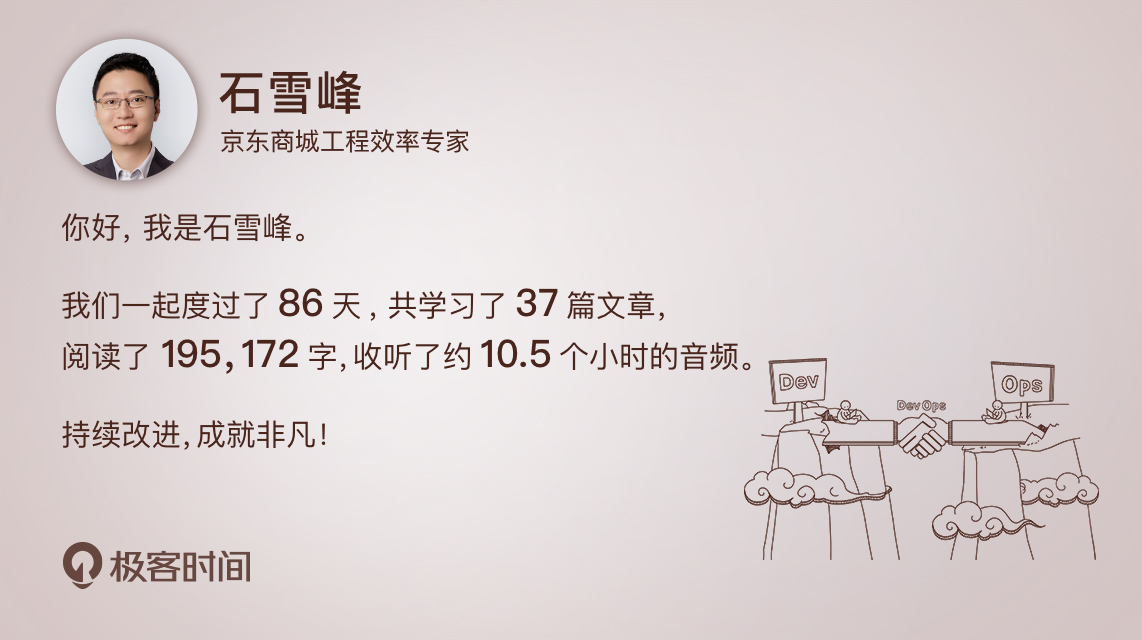 石雪峰
京东商城工程效率专家
你好，我是石雪峰。
我们一起度过了 86 天，共学习了 37 篇文章，
阅读了 195,172 字，收听了约 10.5 个小时的音频。
持续改进，成就非凡！
Dev
DevOps
Ops
极客时间